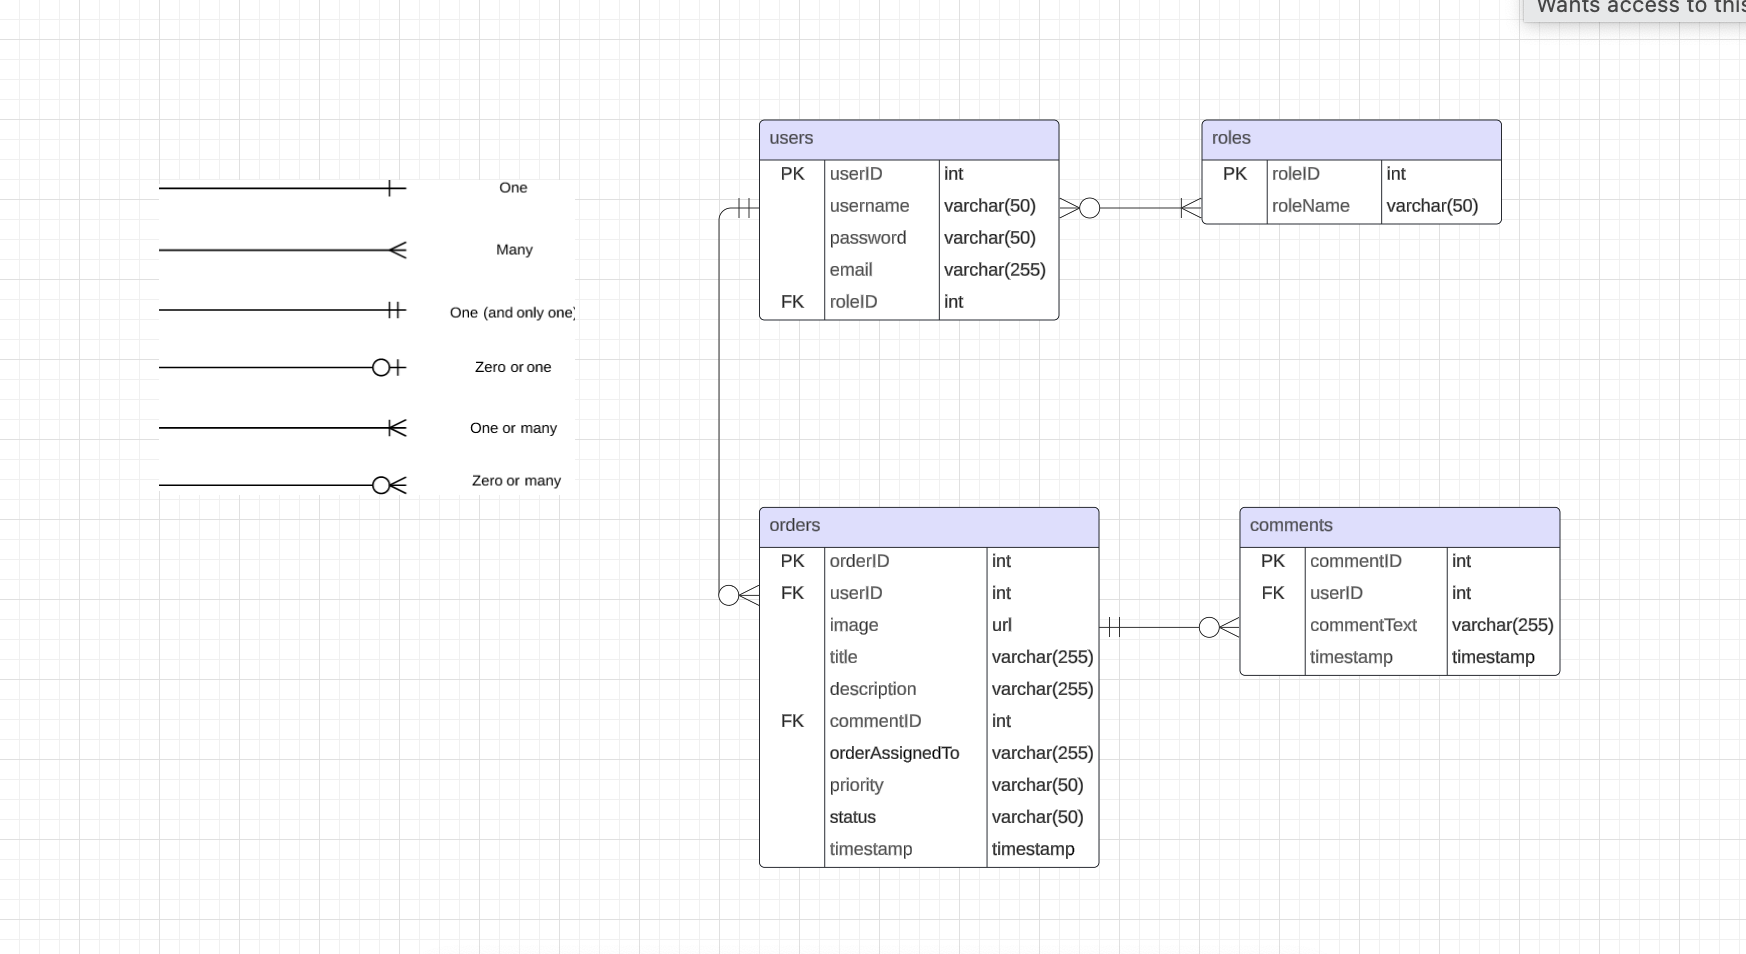 Wants access to this
One
Many
One (and only one)
Zero or one
One or many
Zero or many
users
PK userID int
username varchar(50)
password varchar(50)
email varchar(255)
FK roleID int
roles
PK roleID int
roleName varchar(50)
orders
PK orderID int
FK userID int
image url
title varchar(255)
description varchar(255)
FK commentID int
orderAssignedTo varchar(255)
priority varchar(50)
status varchar(50)
timestamp timestamp
comments
PK commentID int
FK userID int
commentText varchar(255)
timestamp timestamp